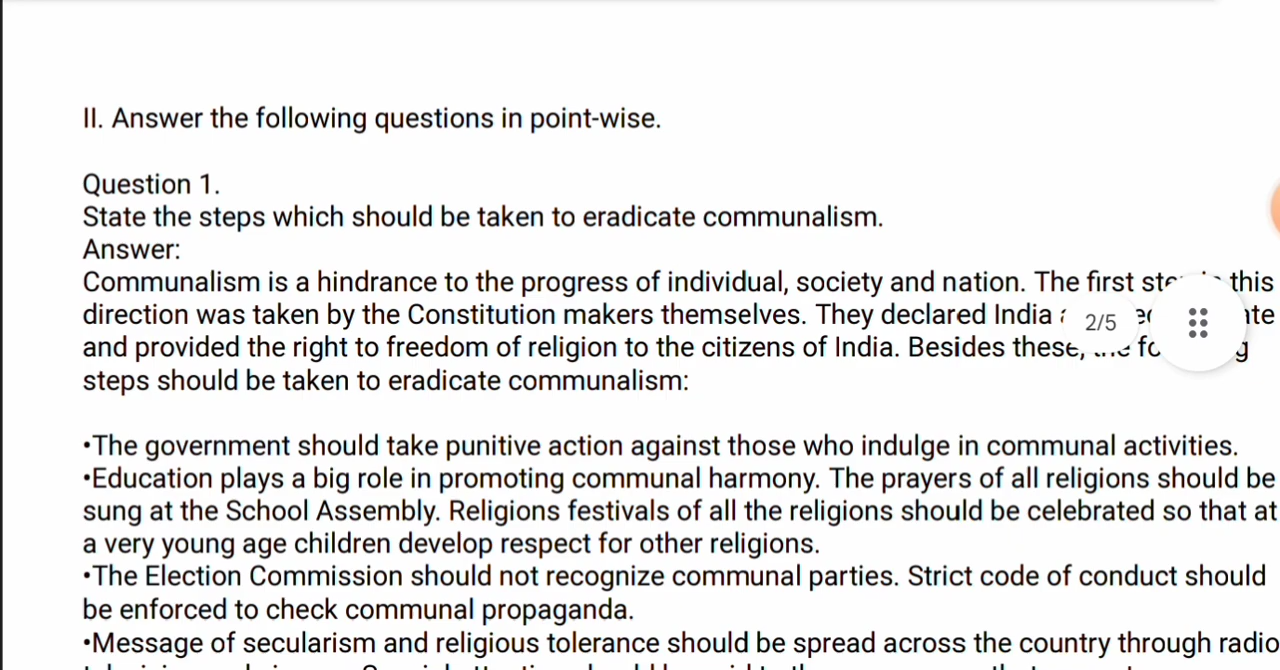 II. Answer the following questions in point-wise.
Question 1.
State the steps which should be taken to eradicate communalism.
Answer:
Communalism is a hindrance to the progress of individual, society and nation. The first this
direction was taken by the Constitution makers themselves. They declared India
2/5
and provided the right to freedom of religion to the citizens of India. Besides these,
steps should be taken to eradicate communalism:
•The government should take punitive action against those who indulge in communal activities.
•Education plays a big role in promoting communal harmony. The prayers of all religions should be
sung at the School Assembly. Religions festivals of all the religions should be celebrated so that at
a very young age children develop respect for other religions.
•The Election Commission should not recognize communal parties. Strict code of conduct should
be enforced to check communal propaganda.
•Message of secularism and religious tolerance should be spread across the country through radio